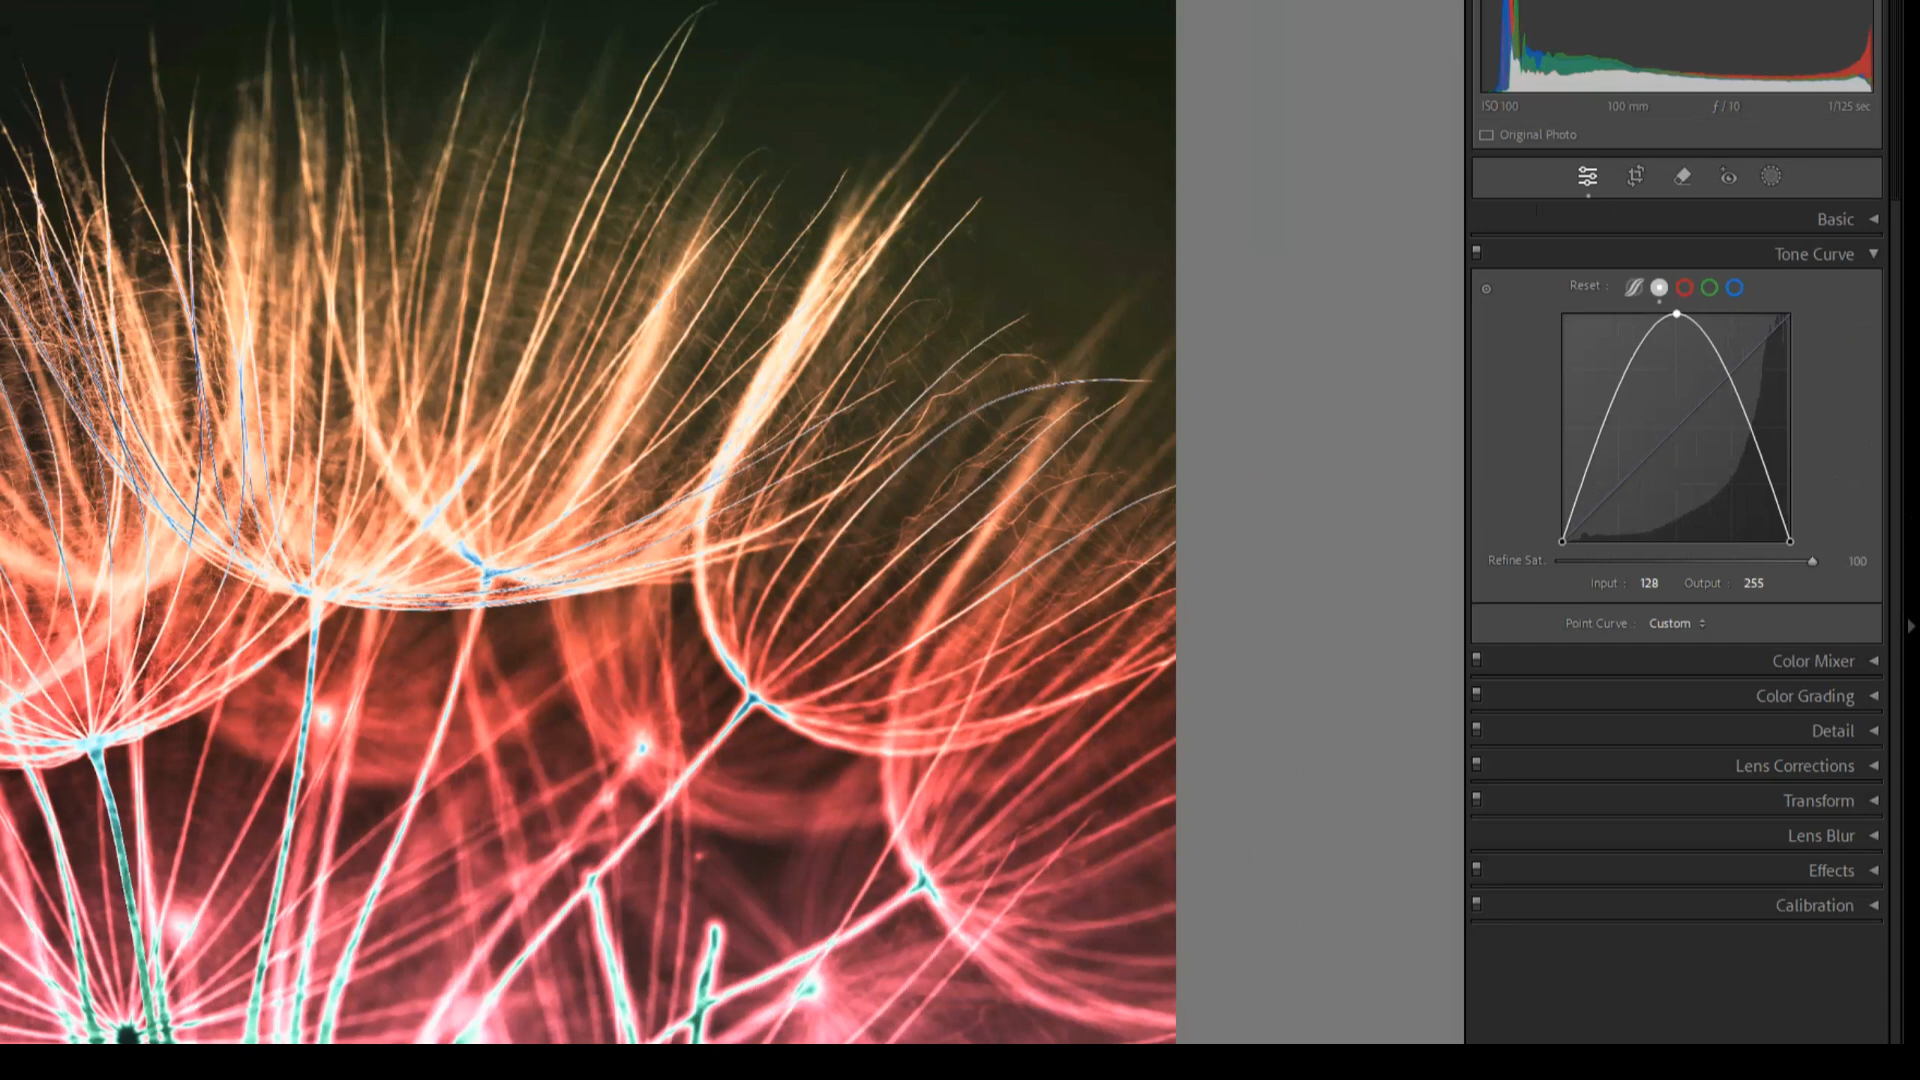 ISO 100 100 mm ƒ / 10 1/125 sec
Original Photo
Basic
Tone Curve
Reset :
Refine Sat. 100
Input : 128 Output : 255
Point Curve : Custom
Color Mixer
Color Grading
Detail
Lens Corrections
Transform
Lens Blur
Effects
Calibration